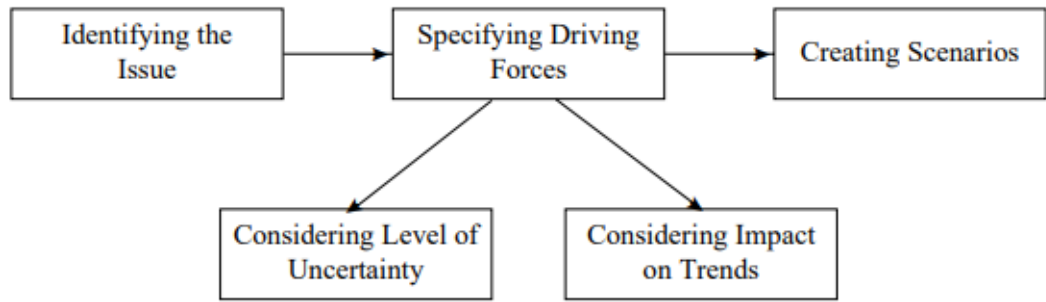 Identifying the
Issue
Specifying Driving
Forces
Creating Scenarios
Considering Level of
Uncertainty
Considering Impact
on Trends